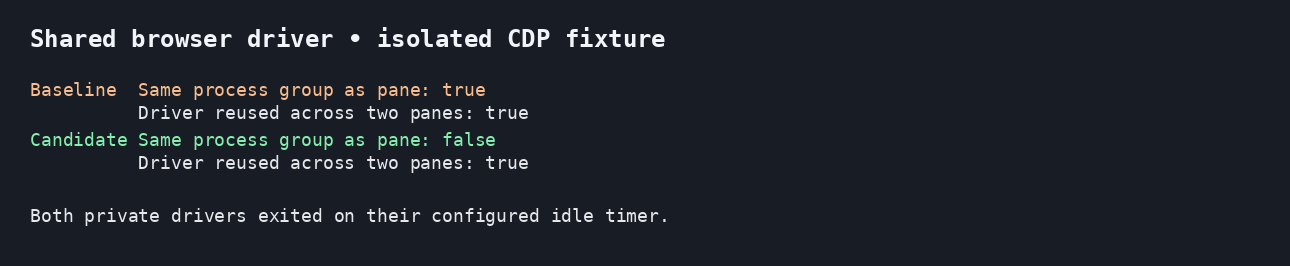 Shared browser driver • isolated CDP fixture
Baseline  Same process group as pane: true
Driver reused across two panes: true
Candidate Same process group as pane: false
Driver reused across two panes: true
Both private drivers exited on their configured idle timer.